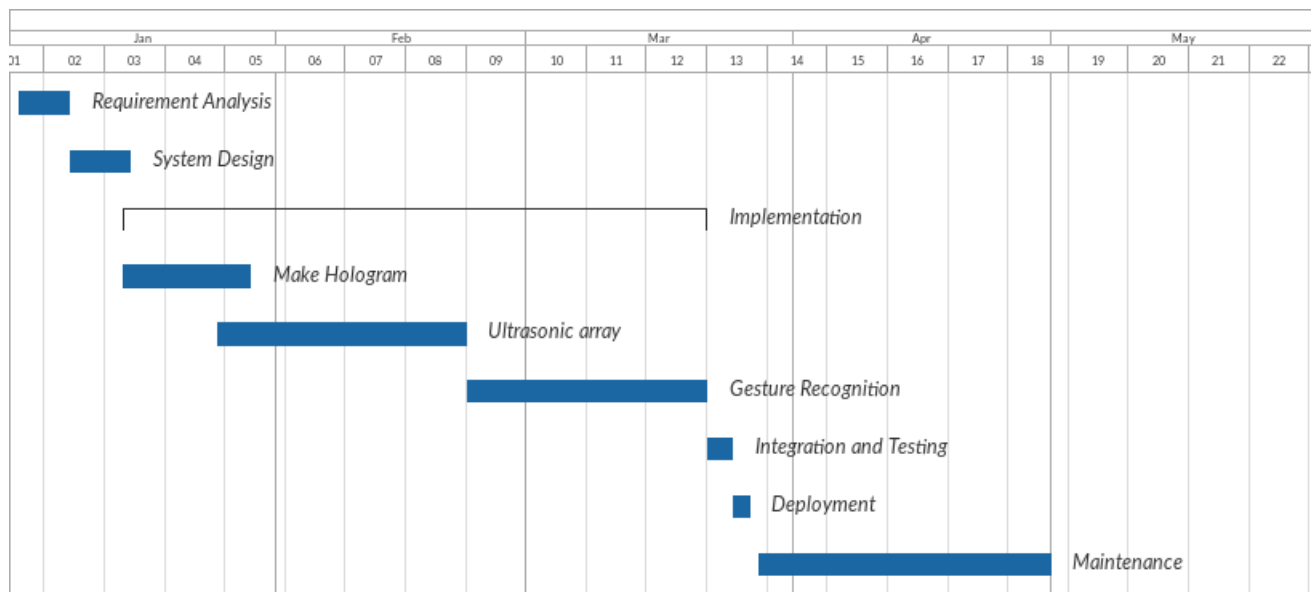 Jan Feb Mar Apr May
01 02 03 04 05 06 07 08 09 10 11 12 13 14 15 16 17 18 19 20 21 22
Requirement Analysis
System Design
Implementation
Make Hologram
Ultrasonic array
Gesture Recognition
Integration and Testing
Deployment
Maintenance